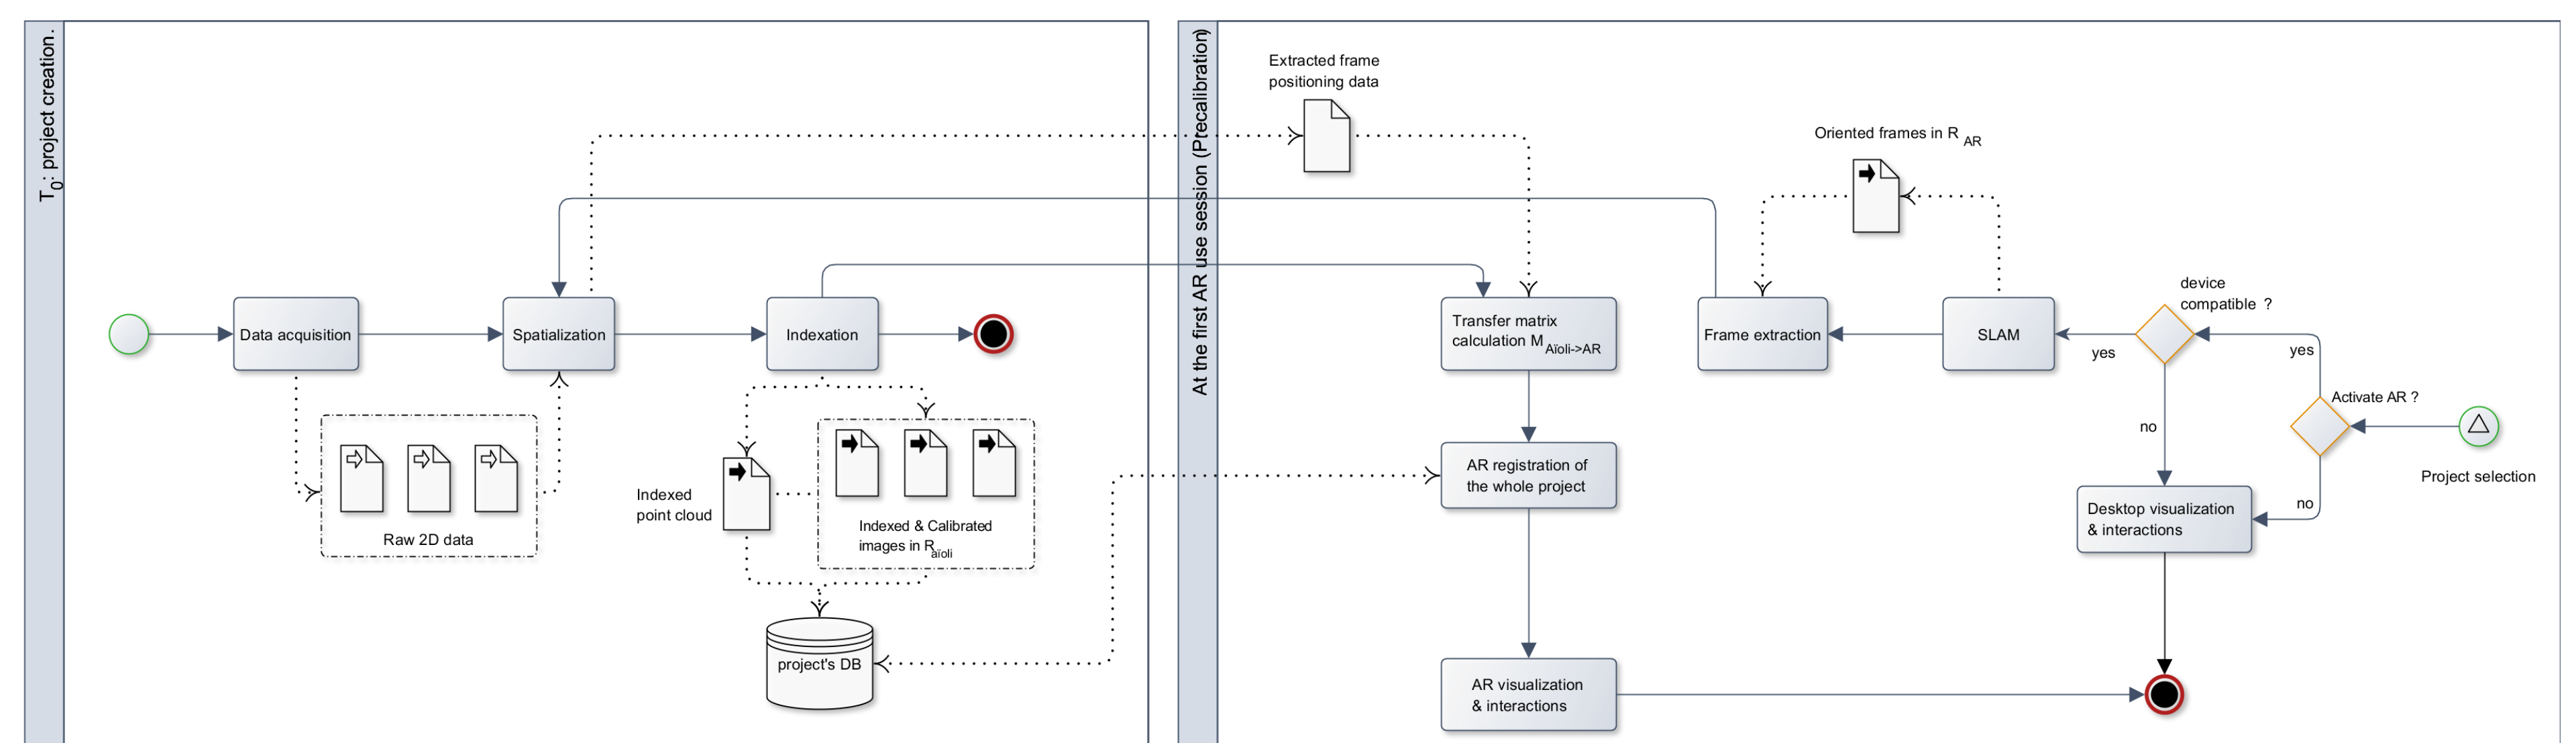 T0: project creation.
Data acquisition
Spatialization
Indexation
Raw 2D data
Indexed
point cloud
Indexed & Calibrated
images in Raïoli
project's DB
At the first AR use session (Precalibration)
Extracted frame
positioning data
Oriented frames in R AR
Transfer matrix
calculation M Aïoli->AR
Frame extraction
SLAM
device
compatible ?
yes
yes
Activate AR ?
no
no
Project selection
AR registration of
the whole project
Desktop visualization
& interactions
AR visualization
& interactions